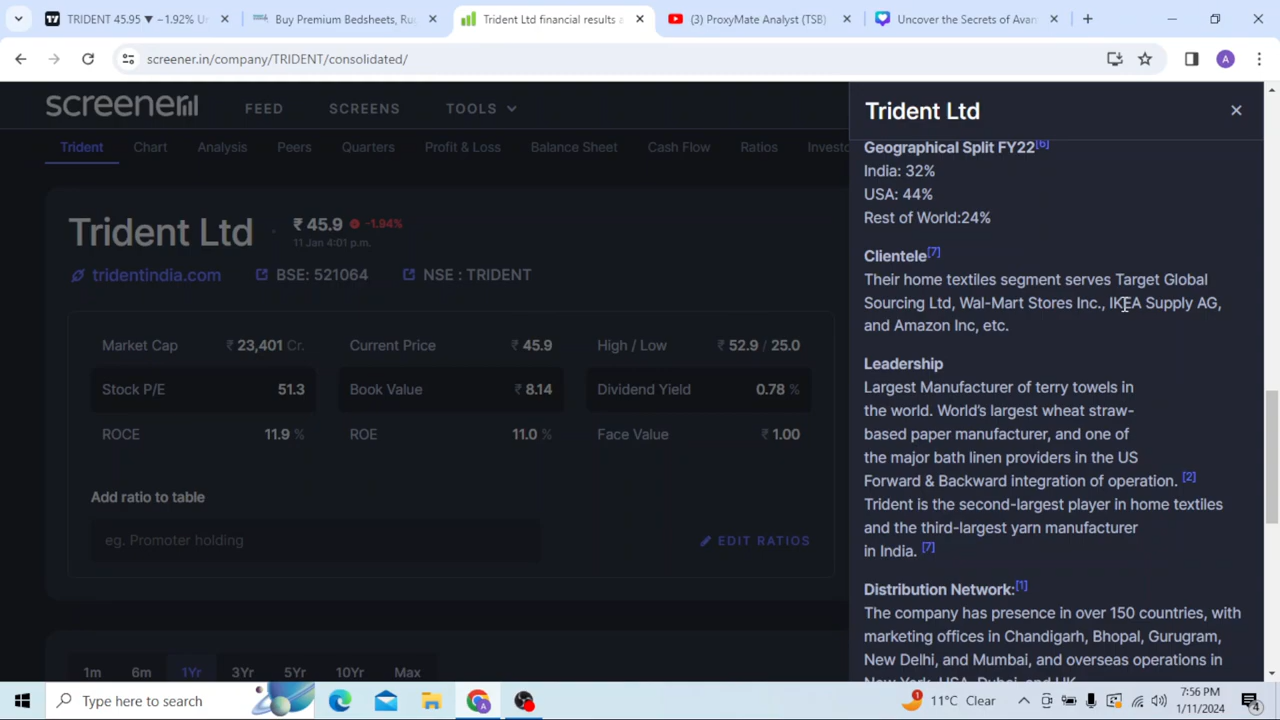 TRIDENT 45.95 ▼ −1.92% Un
Buy Premium Bedsheets, Rug
Trident Ltd financial results a
(3) ProxyMate Analyst (TSB)
Uncover the Secrets of Avan
screener.in/company/TRIDENT/consolidated/
A
screener
FEED
SCREENS
TOOLS
Trident
Chart
Analysis
Peers
Quarters
Profit & Loss
Balance Sheet
Cash Flow
Ratios
Investo
Trident Ltd
₹ 45.9 -1.94%
11 Jan 4:01 p.m.
tridentindia.com
BSE: 521064
NSE : TRIDENT
Market Cap ₹ 23,401 Cr.
Current Price ₹ 45.9
High / Low ₹ 52.9 / 25.0
Stock P/E 51.3
Book Value ₹ 8.14
Dividend Yield 0.78 %
ROCE 11.9 %
ROE 11.0 %
Face Value ₹ 1.00
Add ratio to table
eg. Promoter holding
EDIT RATIOS
1m 6m 1Yr 3Yr 5Yr 10Yr Max
Trident Ltd
Geographical Split FY22[6]
India: 32%
USA: 44%
Rest of World:24%
Clientele[7]
Their home textiles segment serves Target Global
Sourcing Ltd, Wal-Mart Stores Inc., IKEA Supply AG,
and Amazon Inc, etc.
Leadership
Largest Manufacturer of terry towels in
the world. World's largest wheat straw-
based paper manufacturer, and one of
the major bath linen providers in the US
Forward & Backward integration of operation. [2]
Trident is the second-largest player in home textiles
and the third-largest yarn manufacturer
in India. [7]
Distribution Network:[1]
The company has presence in over 150 countries, with
marketing offices in Chandigarh, Bhopal, Gurugram,
New Delhi, and Mumbai, and overseas operations in
New York, USA, Dubai, and UK.
Type here to search
1
11°C Clear
7:56 PM
1/11/2024
4